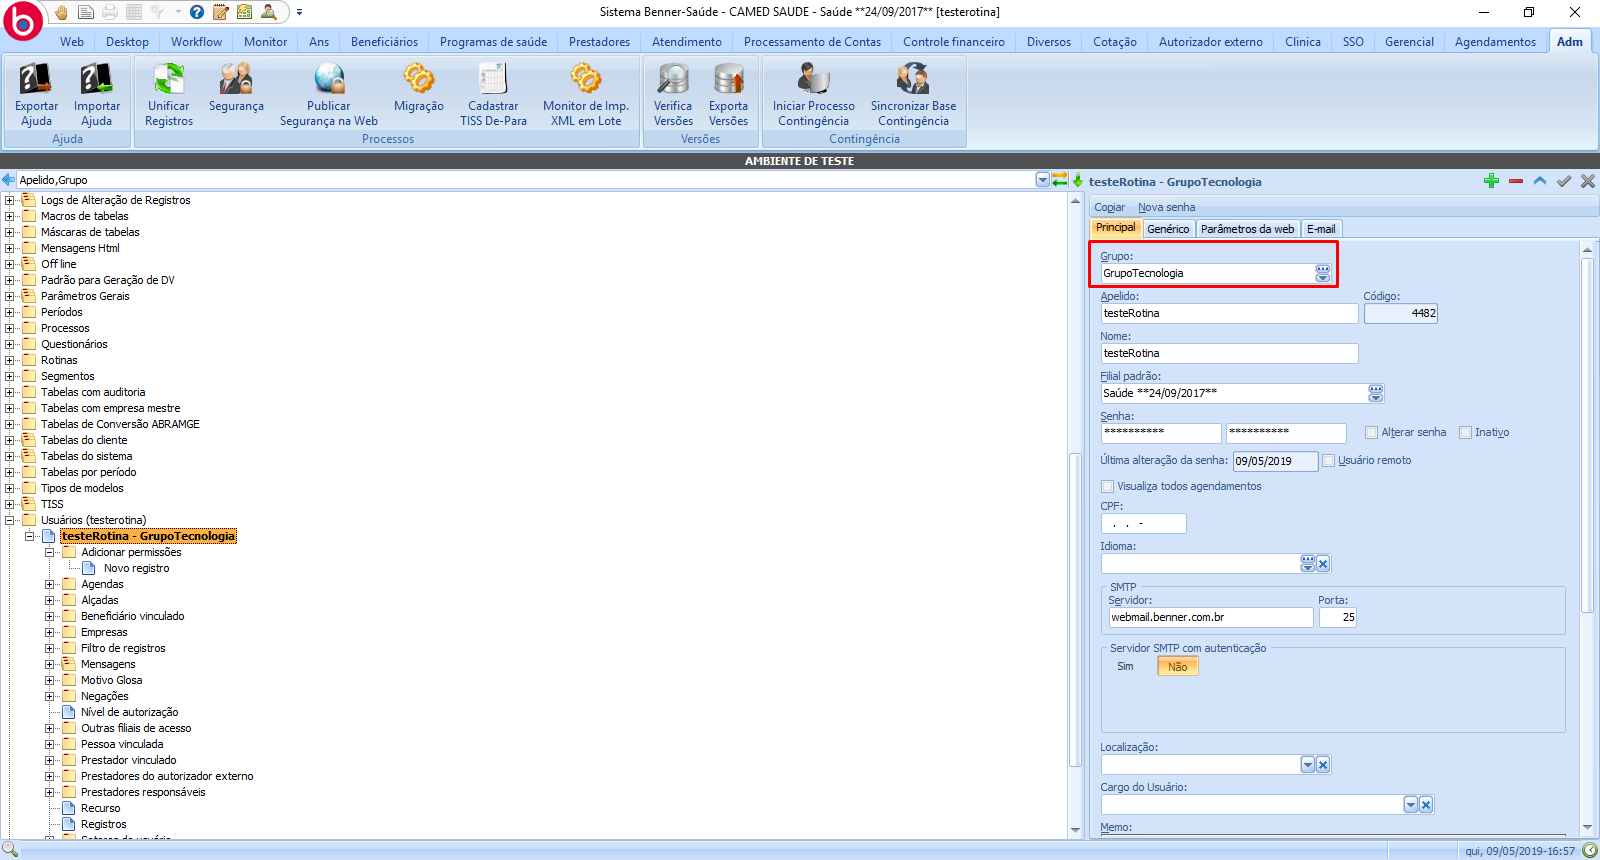 Sistema Benner-Saúde - CAMED SAUDE - Saúde **24/09/2017** [testerotina]
Web Desktop Workflow Monitor Ans Beneficiários Programas de saúde Prestadores Atendimento Processamento de Contas Controle financeiro Diversos Cotação Autorizador externo Clinica SSO Gerencial Agendamentos Adm
Exportar Ajuda
Importar Ajuda
Unificar Registros
Segurança
Publicar Segurança na Web
Migração
Cadastrar TISS De-Para
Monitor de Imp. XML em Lote
Verifica Versões
Exporta Versões
Iniciar Processo Contingência
Sincronizar Base Contingência
Ajuda Processos Versões Contingência
AMBIENTE DE TESTE
Apelido,Grupo
Logs de Alteração de Registros
Macros de tabelas
Máscaras de tabelas
Mensagens Html
Off line
Padrão para Geração de DV
Parâmetros Gerais
Períodos
Processos
Questionários
Rotinas
Segmentos
Tabelas com auditoria
Tabelas com empresa mestre
Tabelas de Conversão ABRAMGE
Tabelas do cliente
Tabelas do sistema
Tabelas por período
Tipos de modelos
TISS
Usuários (testerotina)
testeRotina - GrupoTecnologia
Adicionar permissões
Novo registro
Agendas
Alçadas
Beneficiário vinculado
Empresas
Filtro de registros
Mensagens
Motivo Glosa
Negações
Nível de autorização
Outras filiais de acesso
Pessoa vinculada
Prestador vinculado
Prestadores do autorizador externo
Prestadores responsáveis
Recurso
Registros
testeRotina - GrupoTecnologia
Copiar Nova senha
Principal Genérico Parâmetros da web E-mail
Grupo:
GrupoTecnologia
Apelido: Código:
testeRotina 4482
Nome:
testeRotina
Filial padrão:
Saúde **24/09/2017**
Senha:
********** ********** Alterar senha Inativo
Última alteração da senha: 09/05/2019 Usuário remoto
Visualiza todos agendamentos
CPF:
. . -
Idioma:
SMTP
Servidor: Porta:
webmail.benner.com.br 25
Servidor SMTP com autenticação
Sim Não
Localização:
Cargo do Usuário:
Memo:
qui, 09/05/2019-16:57